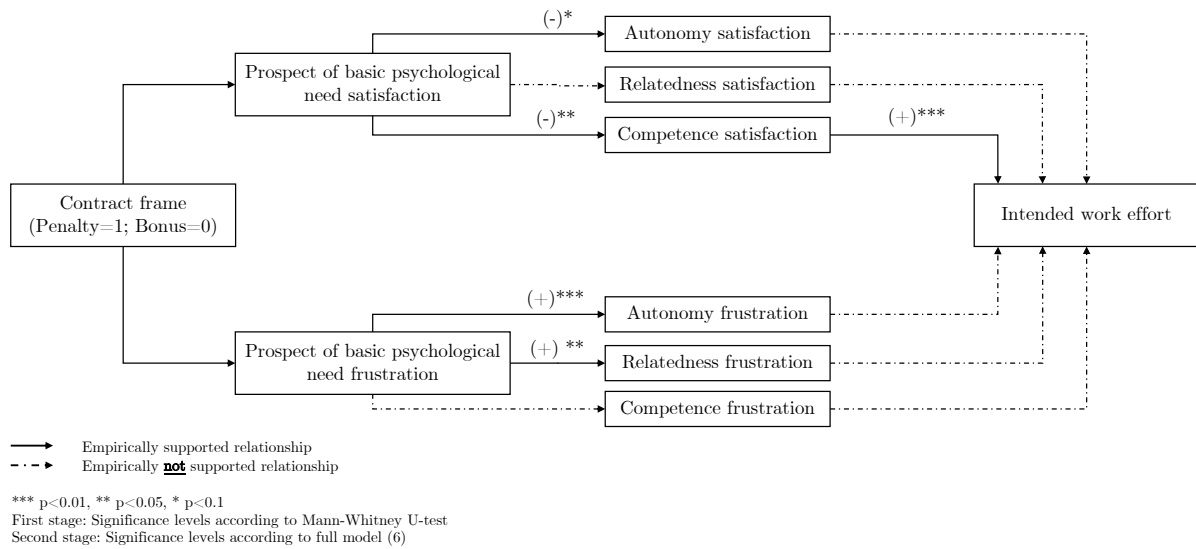 (-)*
Autonomy satisfaction
Prospect of basic psychological
need satisfaction
Relatedness satisfaction
(-)**
Competence satisfaction
(+)***
Contract frame
(Penalty=1; Bonus=0)
Intended work effort
(+)***
Autonomy frustration
Prospect of basic psychological
need frustration
(+) **
Relatedness frustration
Competence frustration
Empirically supported relationship
Empirically not supported relationship
*** p<0.01, ** p<0.05, * p<0.1
First stage: Significance levels according to Mann-Whitney U-test
Second stage: Significance levels according to full model (6)